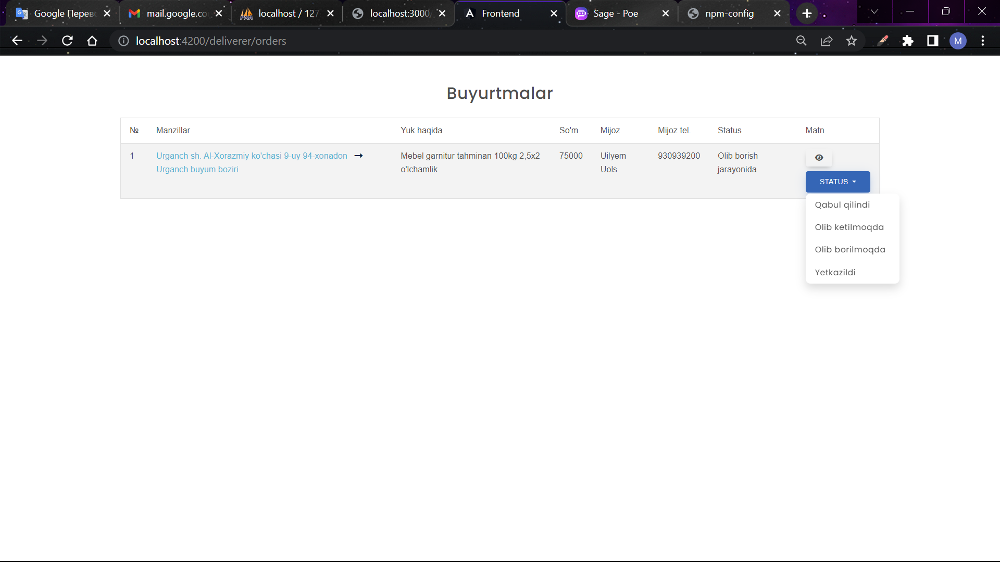 Google Перев
mail.google.co
localhost / 127
localhost:3000/
Frontend
Sage - Poe
npm-config
localhost:4200/deliverer/orders
M
Buyurtmalar
№ Manzillar Yuk haqida So'm Mijoz Mijoz tel. Status Matn
1 Urganch sh. Al-Xorazmiy ko'chasi 9-uy 94-xonadon → Mebel garnitur tahminan 100kg 2,5x2 75000 Uilyem 930939200 Olib borish
Urganch buyum boziri o'lchamlik Uols jarayonida
STATUS
Qabul qilindi
Olib ketilmoqda
Olib borilmoqda
Yetkazildi